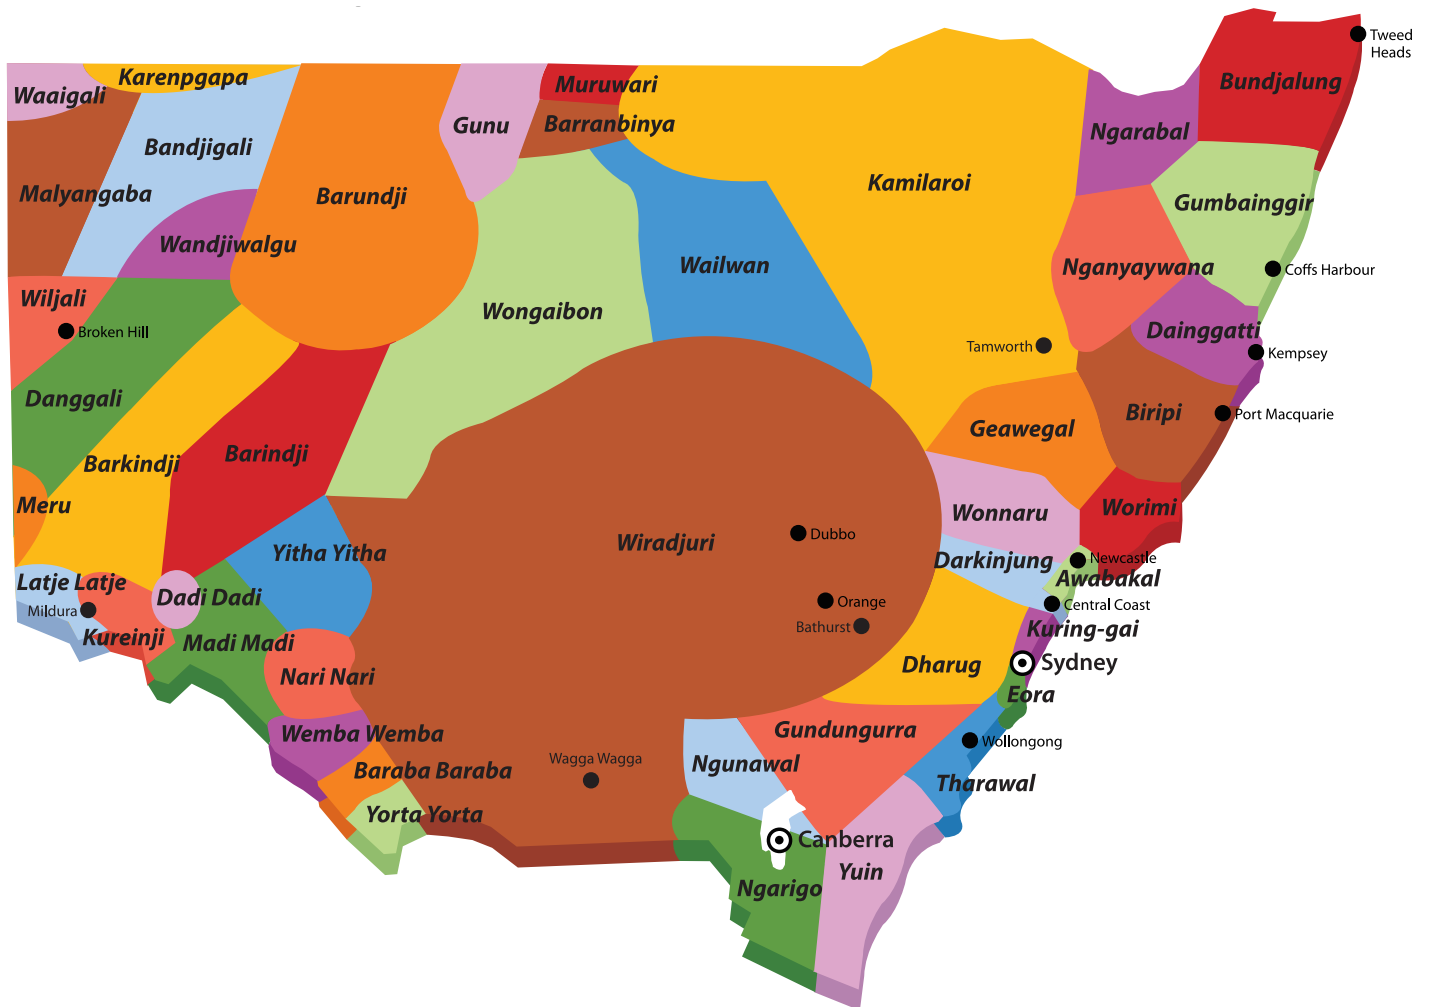 Tweed
Heads
Karenpgapa
Waaigali
Muruwari
Bundjalung
Gunu
Barranbinya
Ngarabal
Bandjigali
Malyangaba
Barundji
Kamilaroi
Gumbainggir
Wandjiwalgu
Wailwan
Nganyaywana
Coffs Harbour
Wiljali
Wongaibon
Broken Hill
Dainggatti
Tamworth
Kempsey
Danggali
Biripi
Port Macquarie
Geawegal
Barkindji
Barindji
Meru
Wonnaru
Worimi
Yitha Yitha
Wiradjuri
Dubbo
Darkinjung
Newcastle
Latje Latje
Awabakal
Dadi Dadi
Mildura
Orange
Central Coast
Bathurst
Kuring-gai
Kureinji
Madi Madi
Dharug
Sydney
Nari Nari
Eora
Wemba Wemba
Gundungurra
Wollongong
Wagga Wagga
Ngunawal
Baraba Baraba
Tharawal
Yorta Yorta
Canberra
Yuin
Ngarigo